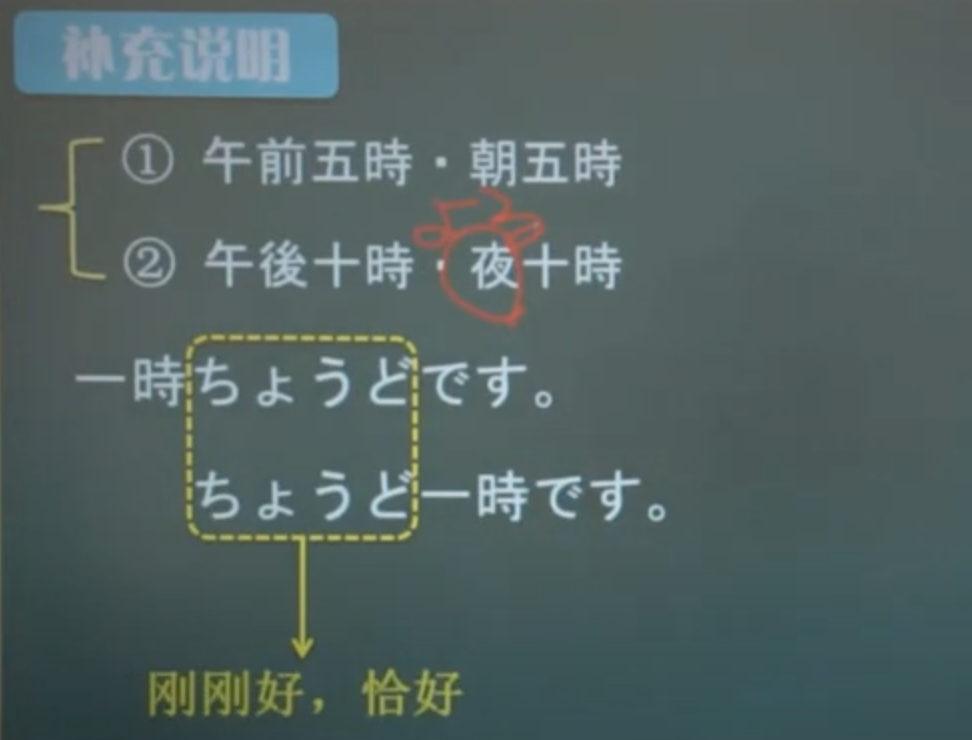 补充说明
① 午前五時・朝五時
② 午後十時・夜十時
一時ちょうどです。
ちょうど一時です。
刚刚好，恰好